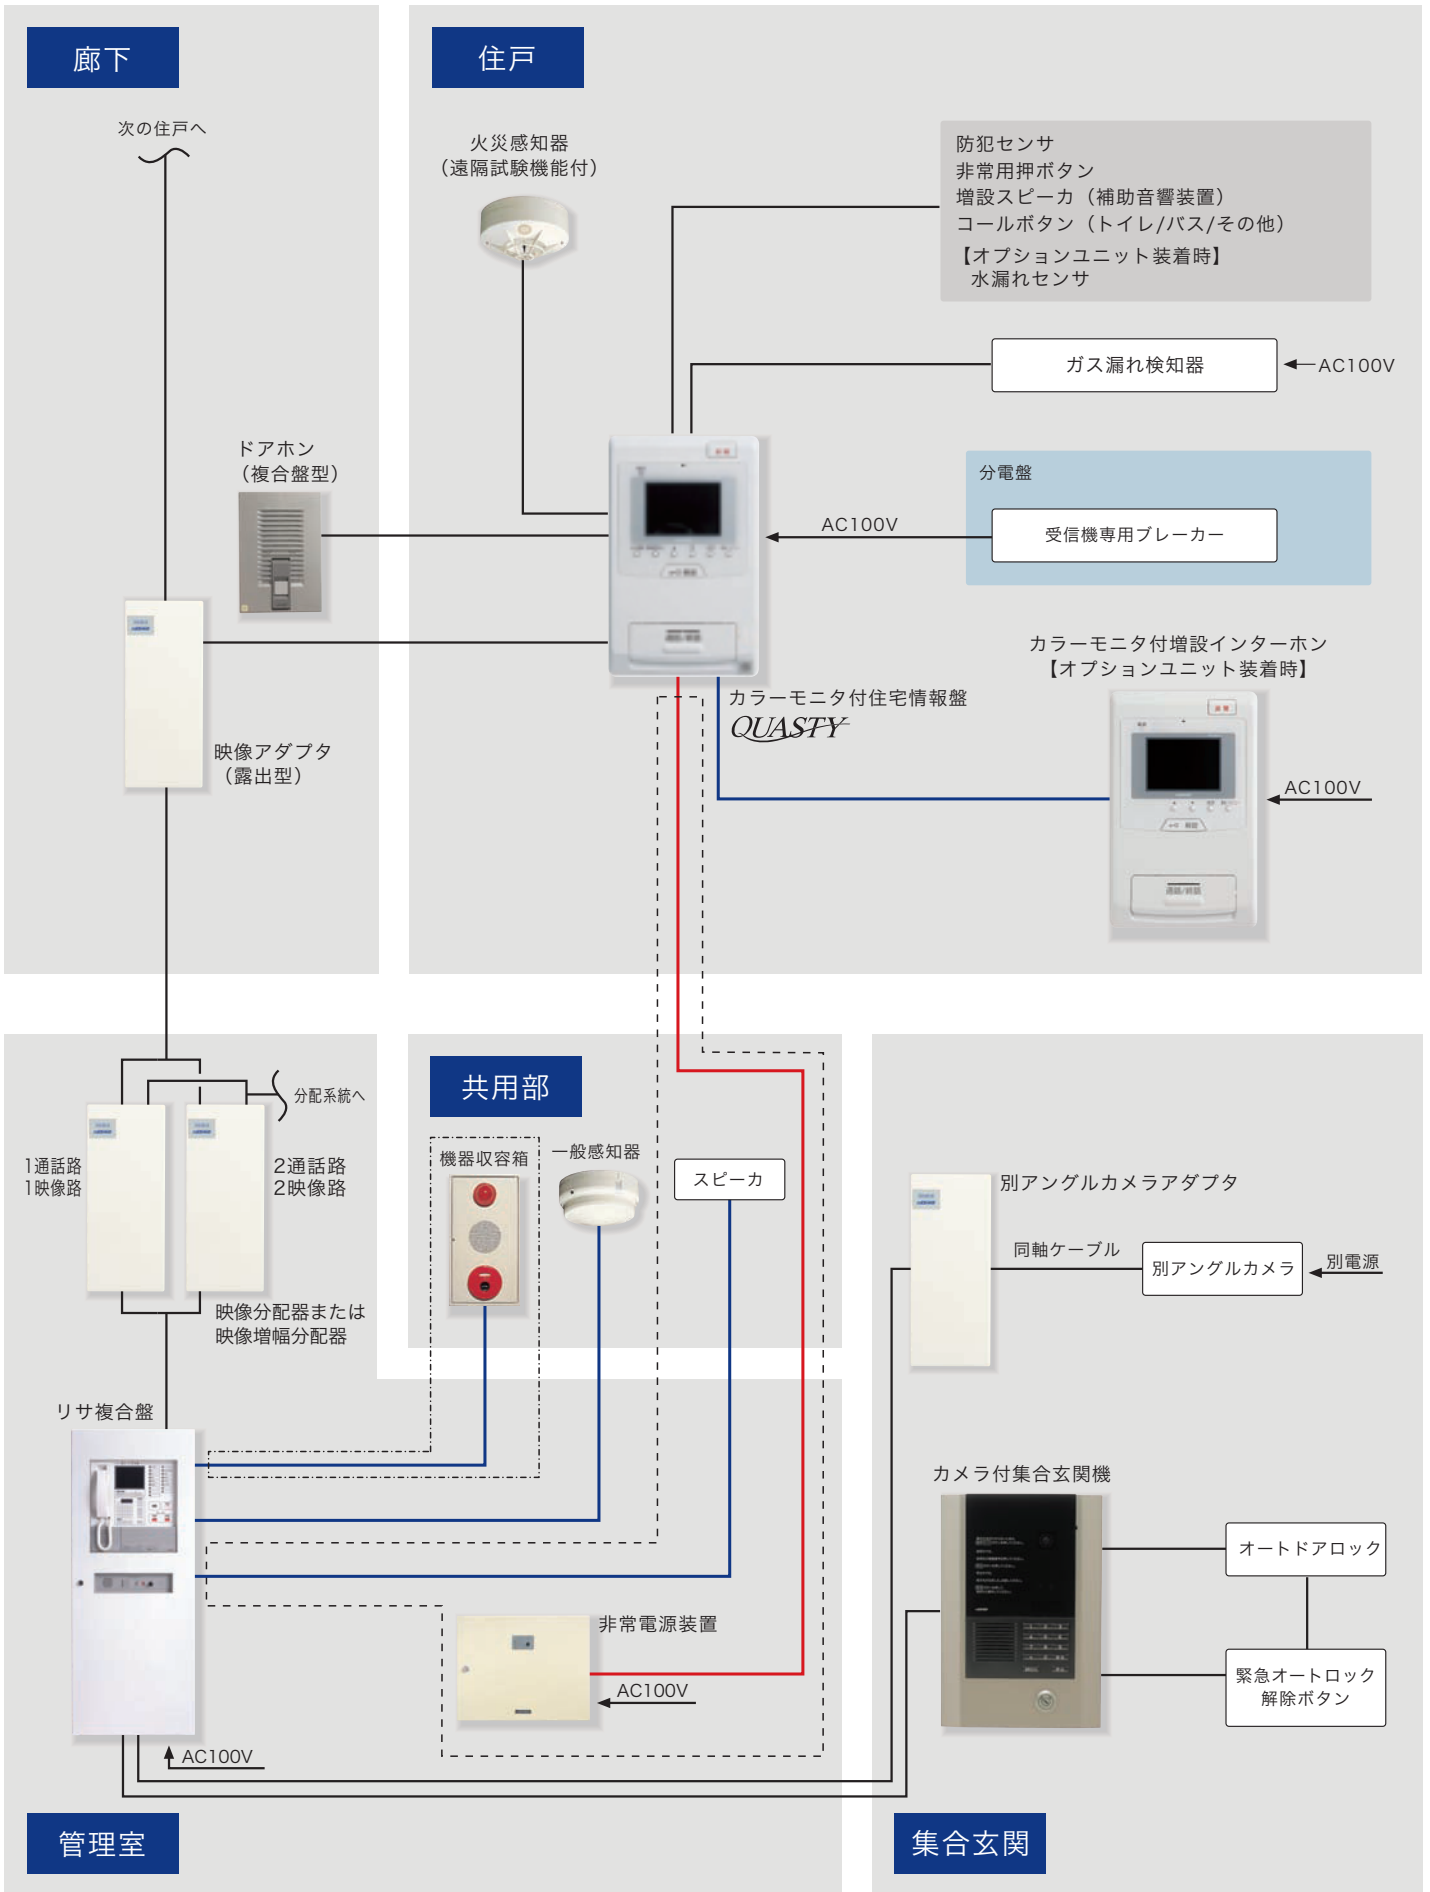 廊下
次の住戸へ
ドアホン
（複合盤型）
映像アダプタ
（露出型）
住戸
火災感知器
（遠隔試験機能付）
防犯センサ
非常用押ボタン
増設スピーカ（補助音響装置）
コールボタン（トイレ/バス/その他）
【オプションユニット装着時】
水漏れセンサ
ガス漏れ検知器
AC100V
分電盤
受信機専用ブレーカー
AC100V
カラーモニタ付増設インターホン
【オプションユニット装着時】
AC100V
カラーモニタ付住宅情報盤
QUASTY
分配系統へ
1通話路
1映像路
2通話路
2映像路
映像分配器または
映像増幅分配器
リサ複合盤
AC100V
管理室
共用部
機器収容箱
一般感知器
スピーカ
非常電源装置
AC100V
別アングルカメラアダプタ
同軸ケーブル
別アングルカメラ
別電源
カメラ付集合玄関機
オートドアロック
緊急オートロック
解除ボタン
集合玄関